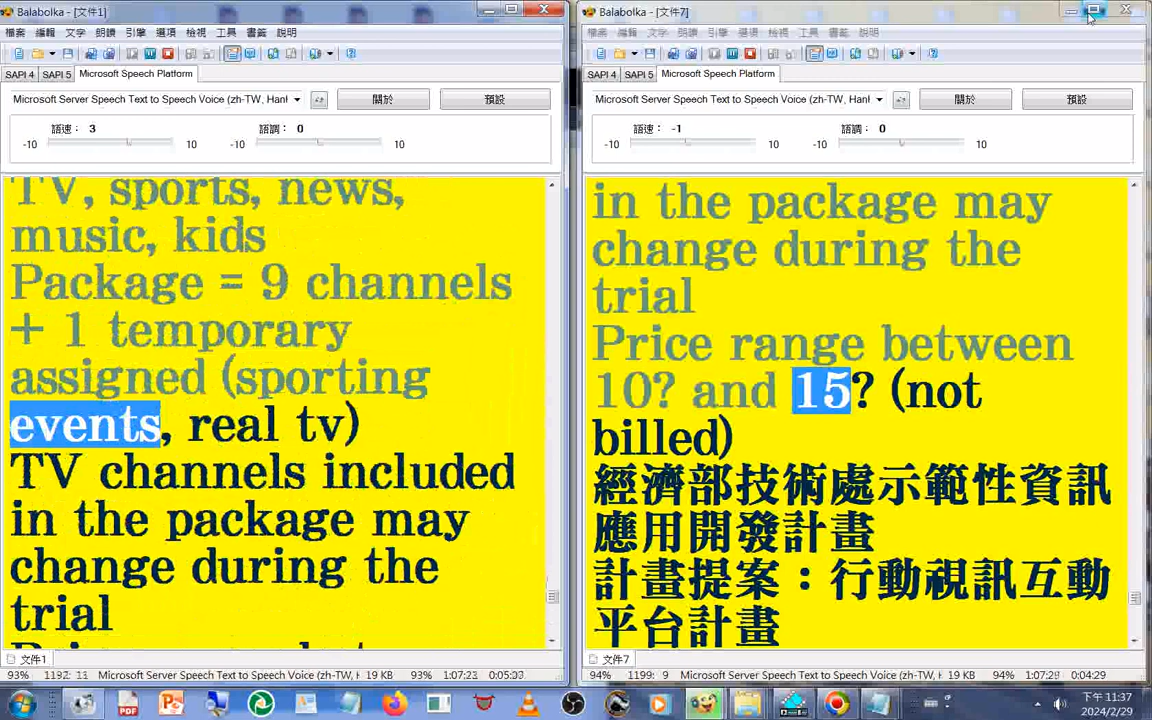 Balabolka - [文件1]
檔案 編輯 文字 朗讀 引擎 選項 檢視 工具 書籤 說明
SAPI 4 SAPI 5 Microsoft Speech Platform
Microsoft Server Speech Text to Speech Voice (zh-TW, Han
關於 預設
語速： 3 語調： 0
-10 10 -10 10
TV, sports, news,
music, kids
Package = 9 channels
+ 1 temporary
assigned (sporting
events, real tv)
TV channels included
in the package may
change during the
trial
文件1
93% 1192: 11 Microsoft Server Speech Text to Speech Voice (zh-TW, H 19 KB 93% 1:07:23 0:05:00
Balabolka - [文件7]
檔案 編輯 文字 朗讀 引擎 選項 檢視 工具 書籤 說明
SAPI 4 SAPI 5 Microsoft Speech Platform
Microsoft Server Speech Text to Speech Voice (zh-TW, Han
關於 預設
語速： -1 語調： 0
-10 10 -10 10
in the package may
change during the
trial
Price range between
10? and 15? (not
billed)
經濟部技術處示範性資訊
應用開發計畫
計畫提案：行動視訊互動
平台計畫
文件7
94% 1199: 9 Microsoft Server Speech Text to Speech Voice (zh-TW, H 19 KB 94% 1:07:29 0:04:29
下午 11:37
2024/2/29